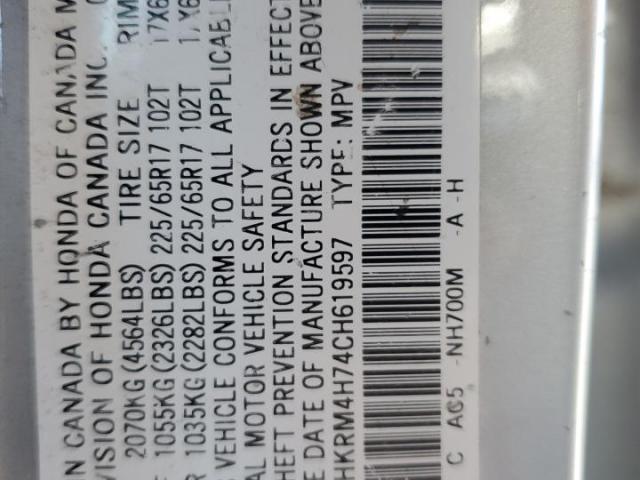 N CANADA BY HONDA OF CANADA M
VISION OF HONDA CANADA INC.
2070KG(4564LBS) TIRE SIZE RIM
1055KG(2326LBS) 225/65R17 102T 17X6
1035KG(2282LBS) 225/65R17 102T 17X6
VEHICLE CONFORMS TO ALL APPLICABLE
AL MOTOR VEHICLE SAFETY
HEFT PREVENTION STANDARDS IN EFFECT
E DATE OF MANUFACTURE SHOWN ABOVE
HKRM4H74CH619597 TYPE: MPV
C AC5 -NH700M -A -H